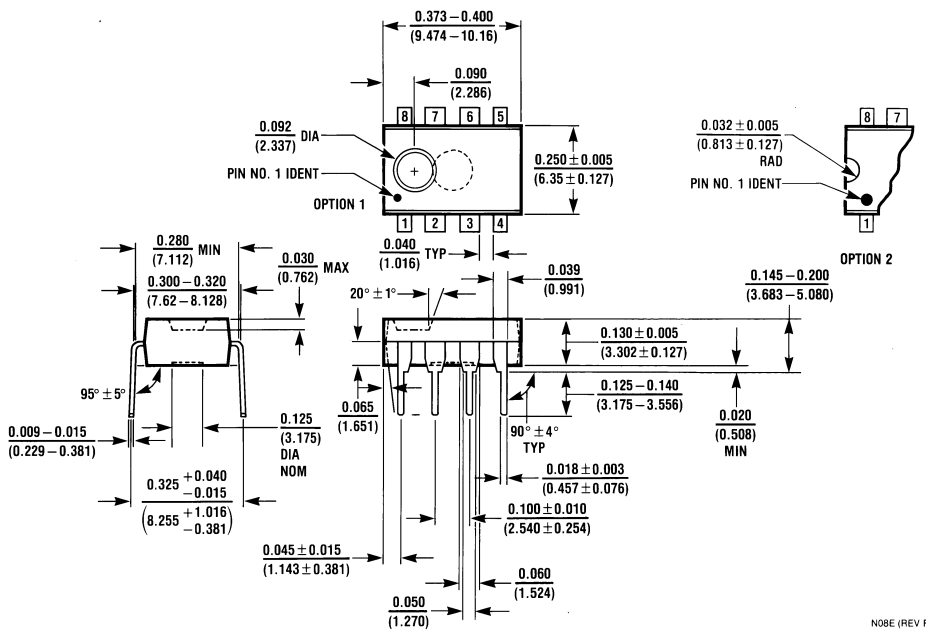 0.373 – 0.400
(9.474 – 10.16)
0.090
(2.286)
8 7 6 5
0.092 DIA
(2.337)
PIN NO. 1 IDENT
OPTION 1
+
0.250 ± 0.005
(6.35 ± 0.127)
1 2 3 4
8 7
0.032 ± 0.005
(0.813 ± 0.127)
RAD
PIN NO. 1 IDENT
1
OPTION 2
0.280 MIN
(7.112)
0.300 – 0.320
(7.62 – 8.128)
0.030 MAX
(0.762)
0.040 TYP
(1.016)
0.039
(0.991)
0.145 – 0.200
(3.683 – 5.080)
20° ± 1°
0.130 ± 0.005
(3.302 ± 0.127)
95° ± 5°
0.125
(3.175)
DIA
NOM
0.065
(1.651)
0.125 – 0.140
(3.175 – 3.556)
90° ± 4°
TYP
0.020
(0.508)
MIN
0.009 – 0.015
(0.229 – 0.381)
0.325 +0.040
−0.015
(8.255 +1.016
−0.381)
0.018 ± 0.003
(0.457 ± 0.076)
0.100 ± 0.010
(2.540 ± 0.254)
0.045 ± 0.015
(1.143 ± 0.381)
0.060
(1.524)
0.050
(1.270)
N08E (REV F